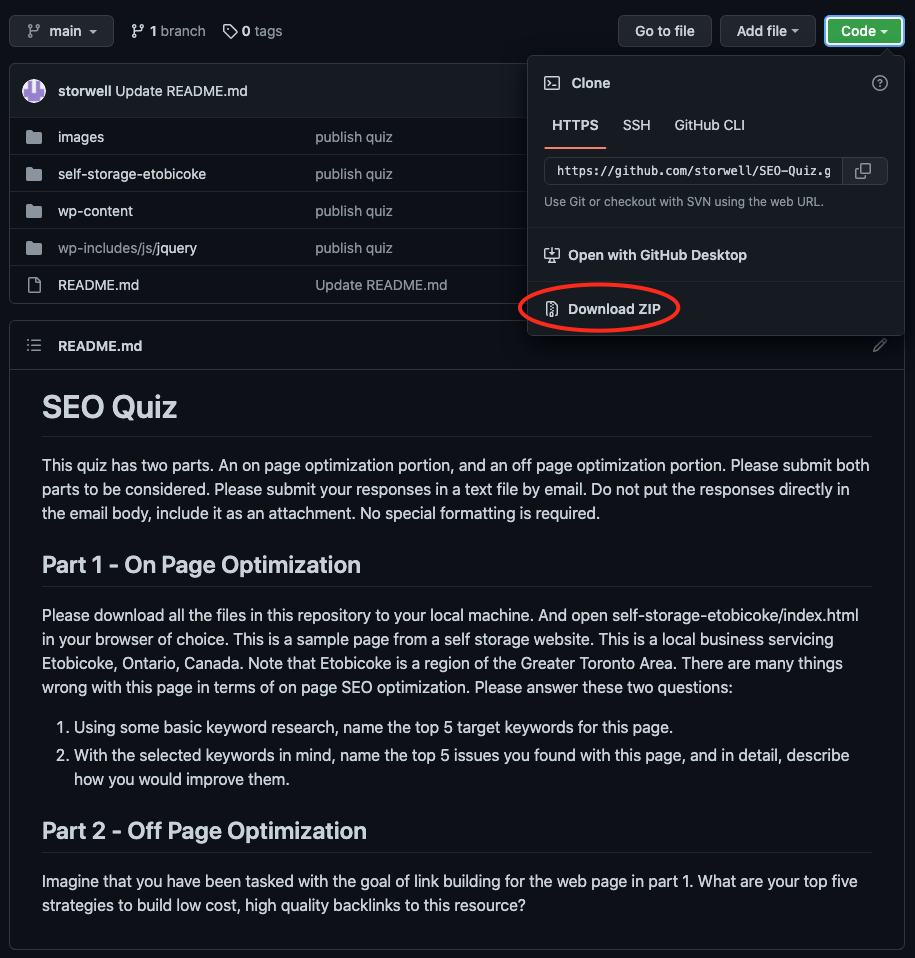 main
1 branch
0 tags
Go to file
Add file
Code
storwell Update README.md
images publish quiz
self-storage-etobicoke publish quiz
wp-content publish quiz
wp-includes/js/jquery publish quiz
README.md Update README.md
Clone
HTTPS SSH GitHub CLI
https://github.com/storwell/SEO-Quiz.g
Use Git or checkout with SVN using the web URL.
Open with GitHub Desktop
Download ZIP
README.md
SEO Quiz
This quiz has two parts. An on page optimization portion, and an off page optimization portion. Please submit both
parts to be considered. Please submit your responses in a text file by email. Do not put the responses directly in
the email body, include it as an attachment. No special formatting is required.
Part 1 - On Page Optimization
Please download all the files in this repository to your local machine. And open self-storage-etobicoke/index.html
in your browser of choice. This is a sample page from a self storage website. This is a local business servicing
Etobicoke, Ontario, Canada. Note that Etobicoke is a region of the Greater Toronto Area. There are many things
wrong with this page in terms of on page SEO optimization. Please answer these two questions:
1. Using some basic keyword research, name the top 5 target keywords for this page.
2. With the selected keywords in mind, name the top 5 issues you found with this page, and in detail, describe
how you would improve them.
Part 2 - Off Page Optimization
Imagine that you have been tasked with the goal of link building for the web page in part 1. What are your top five
strategies to build low cost, high quality backlinks to this resource?